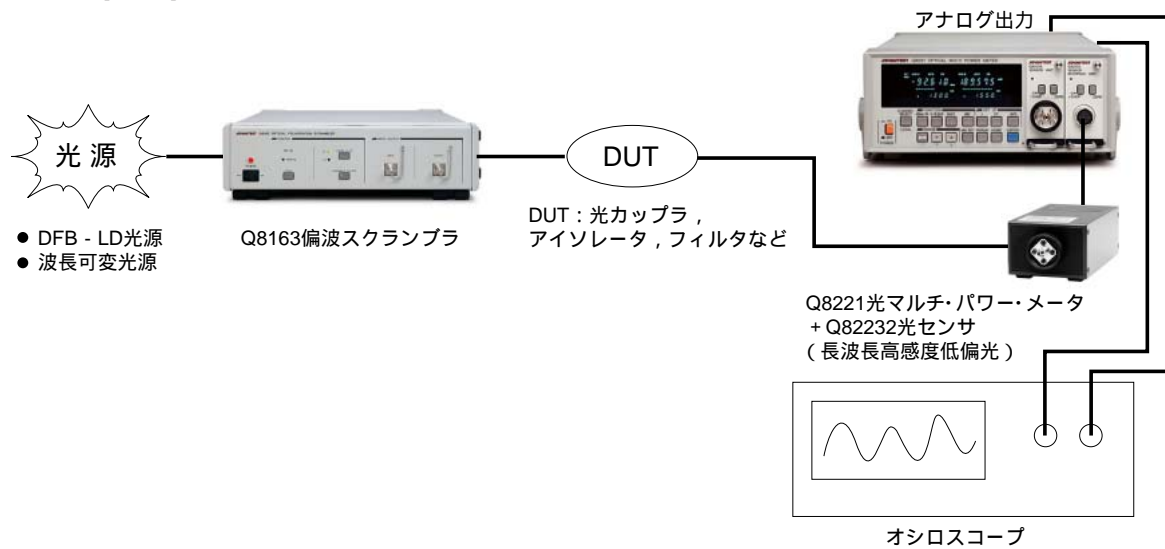 アナログ出力
光 源
DUT
● DFB - LD光源
● 波長可変光源
Q8163偏波スクランブラ
DUT：光カップラ，
アイソレータ，フィルタなど
Q8221光マルチ・パワー・メータ
+ Q82232光センサ
（長波長高感度低偏光）
オシロスコープ